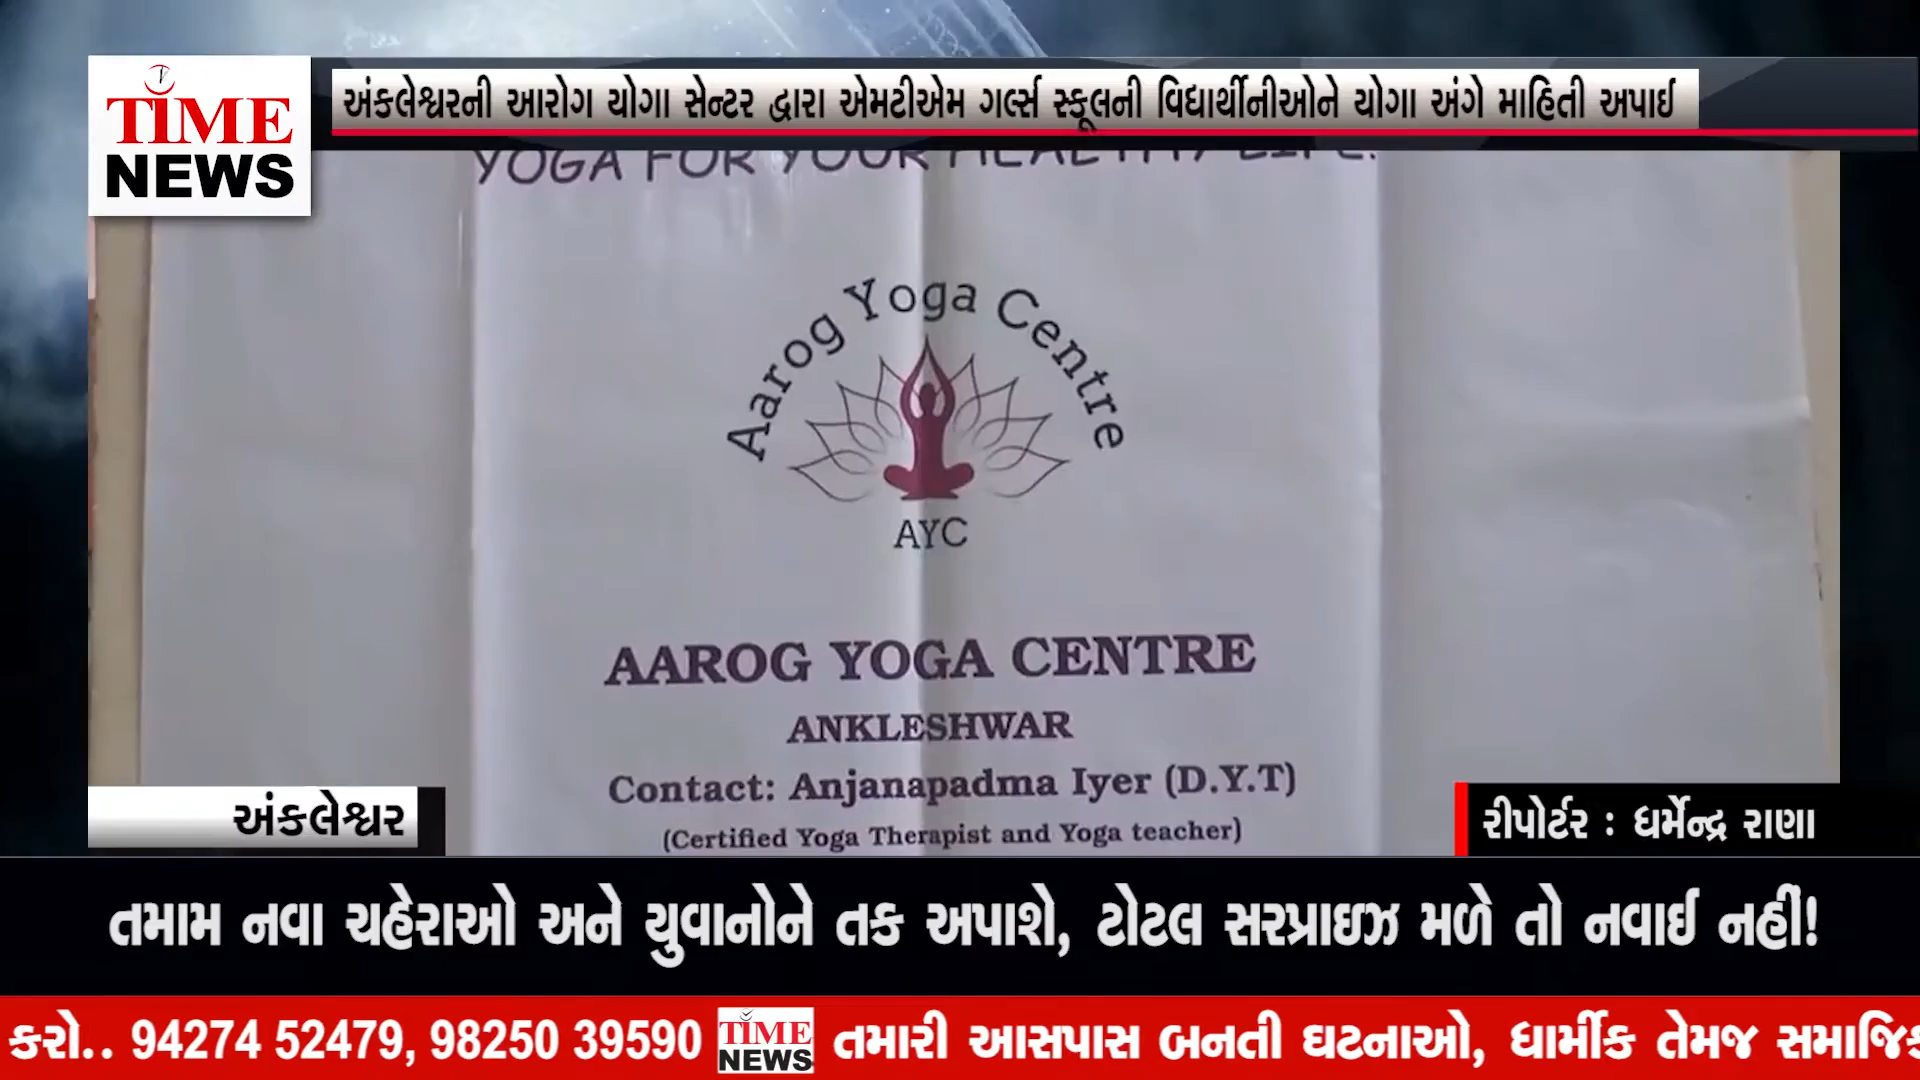 TIME
NEWS
અંકલેશ્વરની આરોગ યોગા સેન્ટર દ્વારા એમટીએમ ગર્લ્સ સ્કૂલની વિદ્યાર્થીનીઓને યોગા અંગે માહિતી અપાઈ
YOGA FOR YOUR HEALTHY LIFE.
Aarog Yoga Centre
AYC
AAROG YOGA CENTRE
ANKLESHWAR
Contact: Anjanapadma Iyer (D.Y.T)
(Certified Yoga Therapist and Yoga teacher)
અંકલેશ્વર
રીપોર્ટર : ધર્મેન્દ્ર રાણા
તમામ નવા ચહેરાઓ અને યુવાનોને તક અપાશે, ટોટલ સરપ્રાઇઝ મળે તો નવાઈ નહીં!
કરો.. 94274 52479, 98250 39590 TIME NEWS તમારી આસપાસ બનતી ઘટનાઓ, ધાર્મીક તેમજ